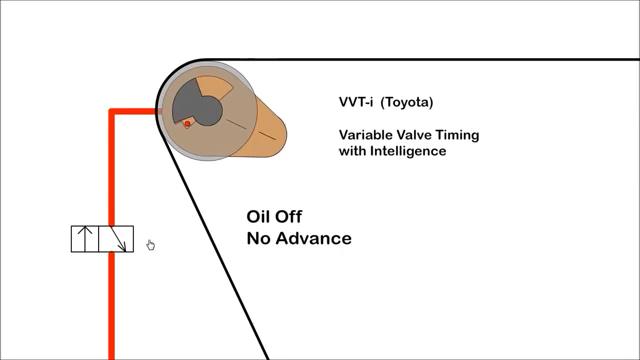 VVT-i (Toyota)
Variable Valve Timing
with Intelligence
Oil Off
No Advance